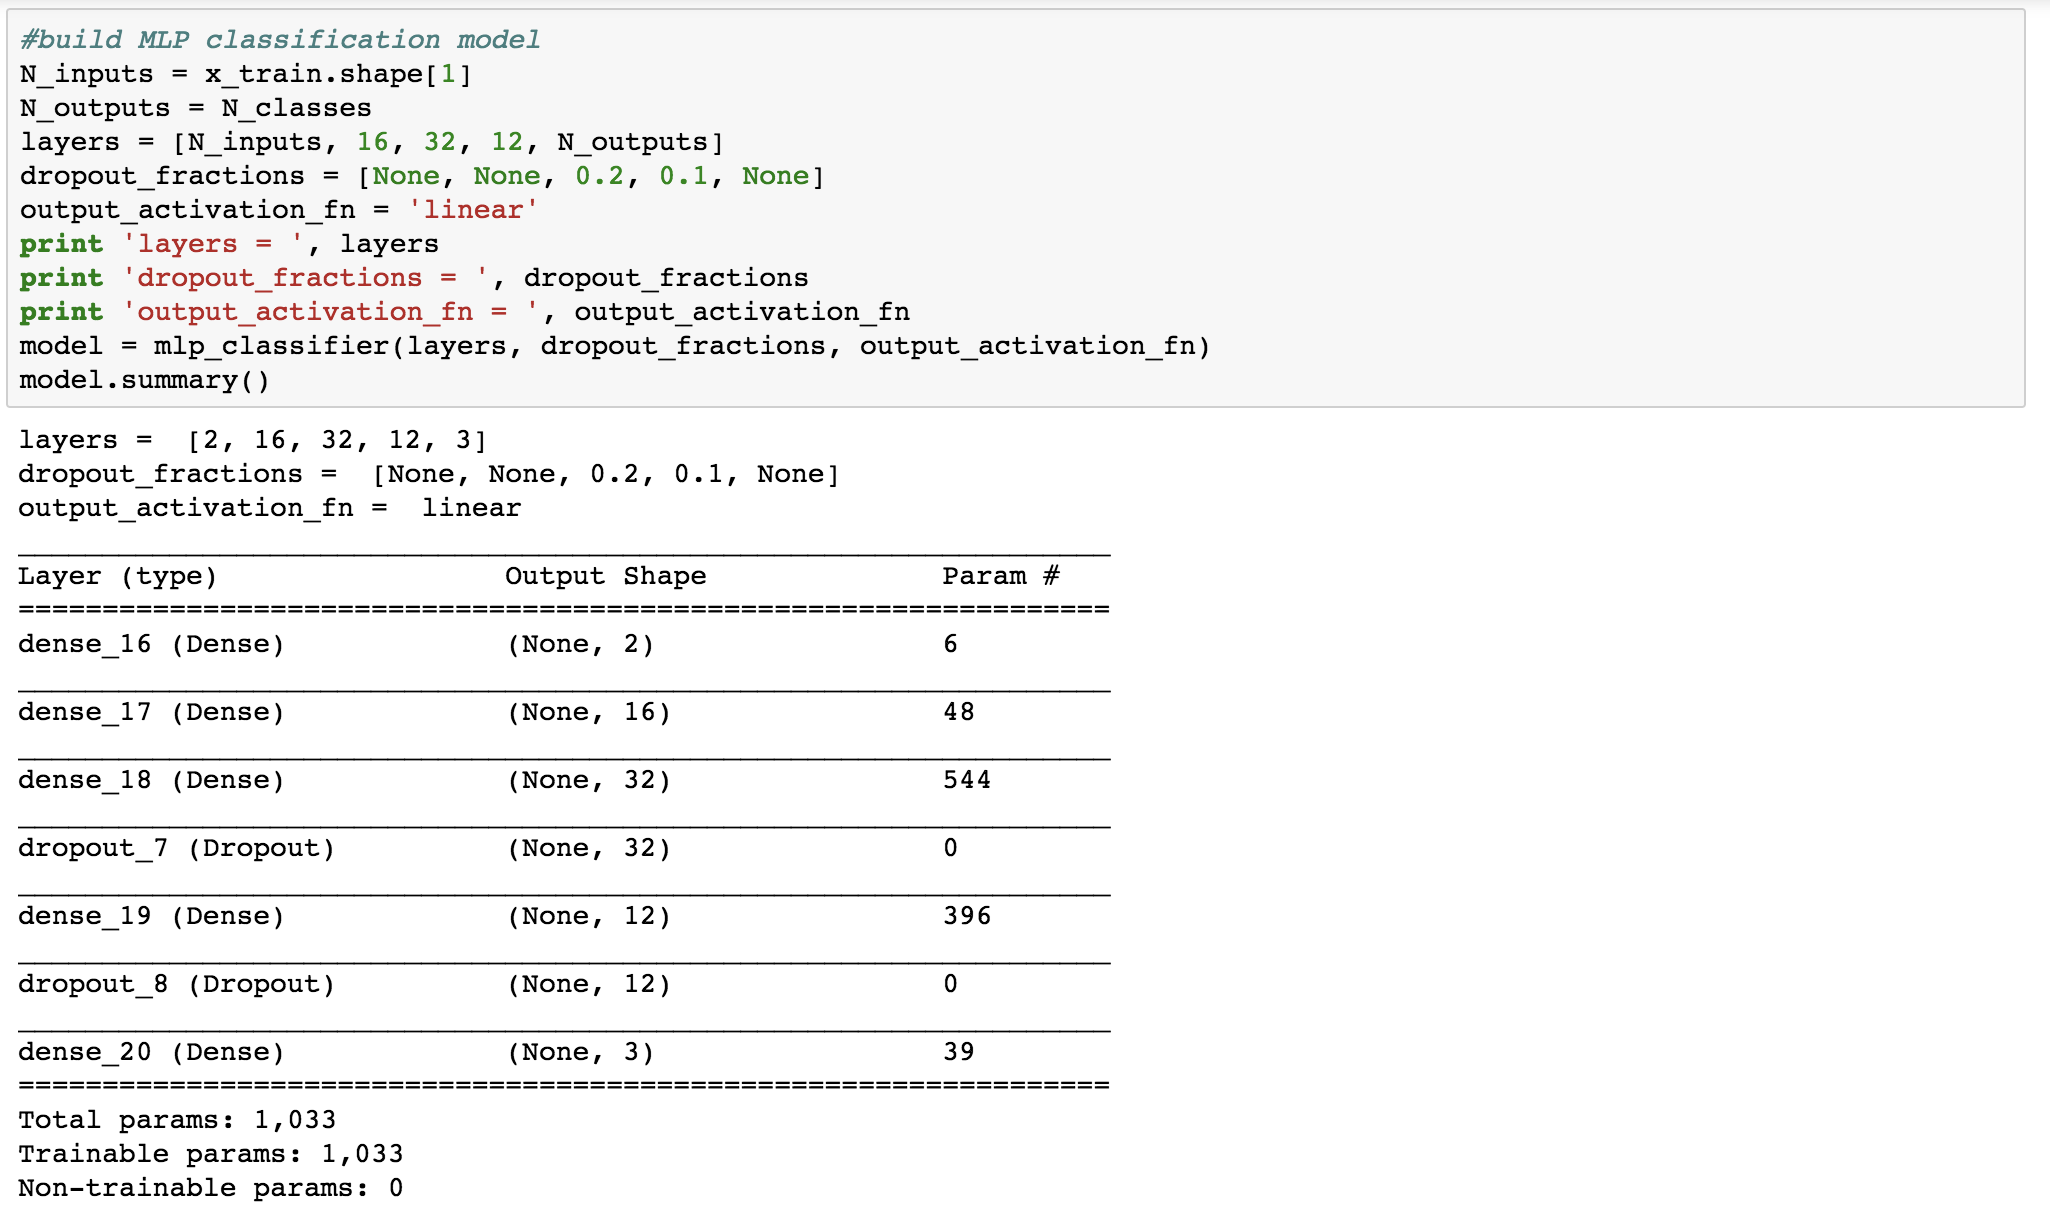 #build MLP classification model
N_inputs = x_train.shape[1]
N_outputs = N_classes
layers = [N_inputs, 16, 32, 12, N_outputs]
dropout_fractions = [None, None, 0.2, 0.1, None]
output_activation_fn = 'linear'
print 'layers = ', layers
print 'dropout_fractions = ', dropout_fractions
print 'output_activation_fn = ', output_activation_fn
model = mlp_classifier(layers, dropout_fractions, output_activation_fn)
model.summary()
layers =  [2, 16, 32, 12, 3]
dropout_fractions =  [None, None, 0.2, 0.1, None]
output_activation_fn =  linear
_________________________________________________________________
Layer (type)                 Output Shape              Param #
=================================================================
dense_16 (Dense)             (None, 2)                 6
_________________________________________________________________
dense_17 (Dense)             (None, 16)                48
_________________________________________________________________
dense_18 (Dense)             (None, 32)                544
_________________________________________________________________
dropout_7 (Dropout)          (None, 32)                0
_________________________________________________________________
dense_19 (Dense)             (None, 12)                396
_________________________________________________________________
dropout_8 (Dropout)          (None, 12)                0
_________________________________________________________________
dense_20 (Dense)             (None, 3)                 39
=================================================================
Total params: 1,033
Trainable params: 1,033
Non-trainable params: 0